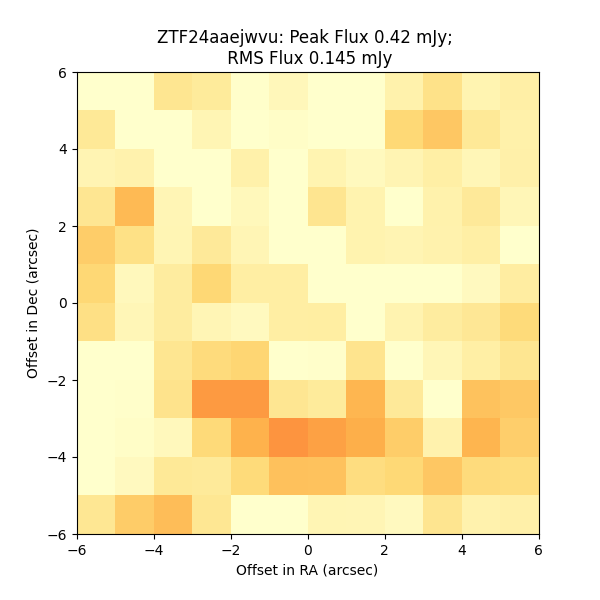 ZTF24aaejwvu: Peak Flux 0.42 mJy;
RMS Flux 0.145 mJy
6
4
2
0
−2
−4
−6
Offset in Dec (arcsec)
−6 −4 −2 0 2 4 6
Offset in RA (arcsec)